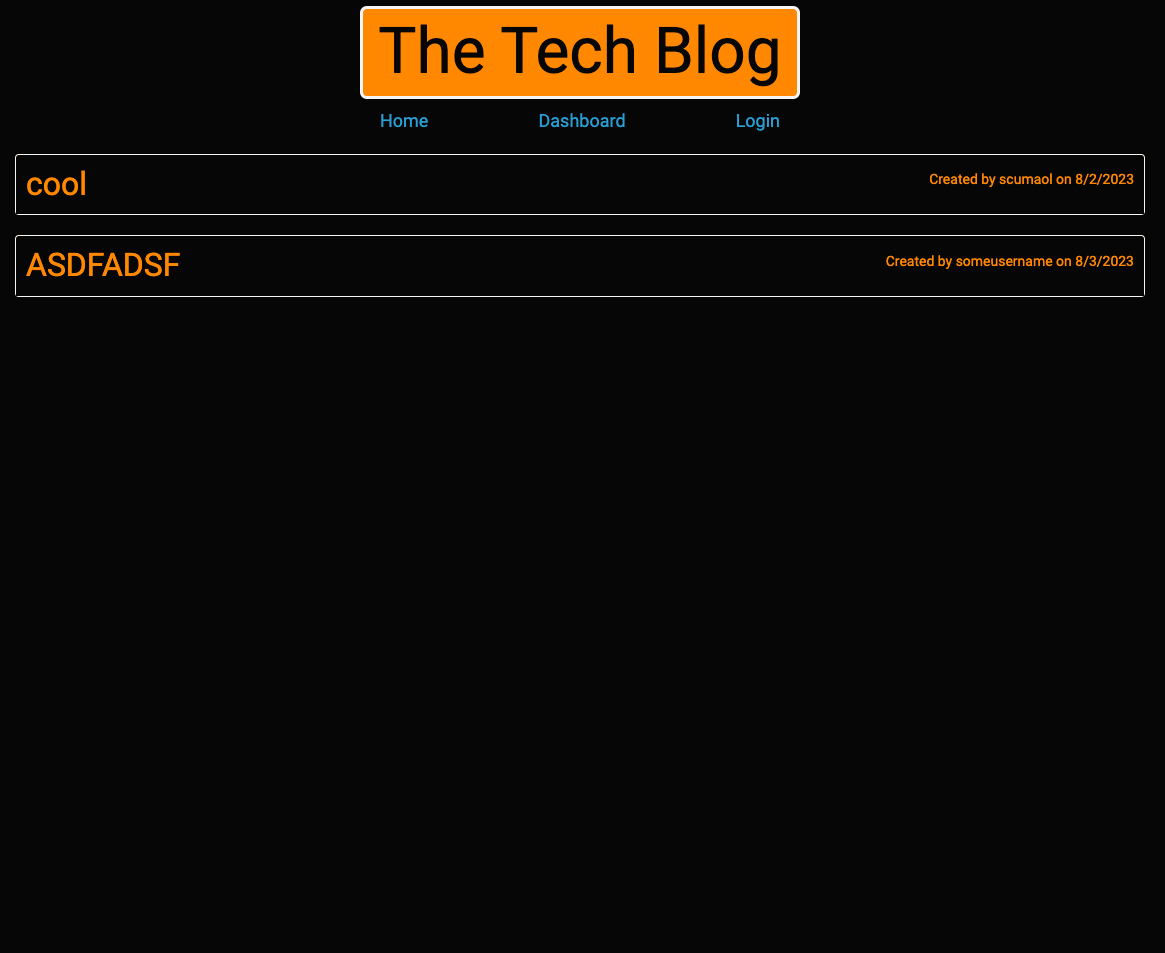 The Tech Blog
Home Dashboard Login
cool Created by scumaol on 8/2/2023
ASDFADSF Created by someusername on 8/3/2023